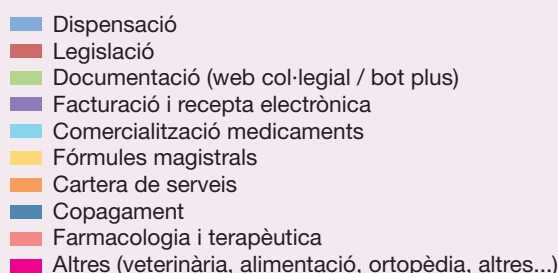 Dispensació
Legislació
Documentació (web col·legial / bot plus)
Facturació i recepta electrònica
Comercialització medicaments
Fórmules magistrals
Cartera de serveis
Copagament
Farmacologia i terapèutica
Altres (veterinària, alimentació, ortopèdia, altres...)